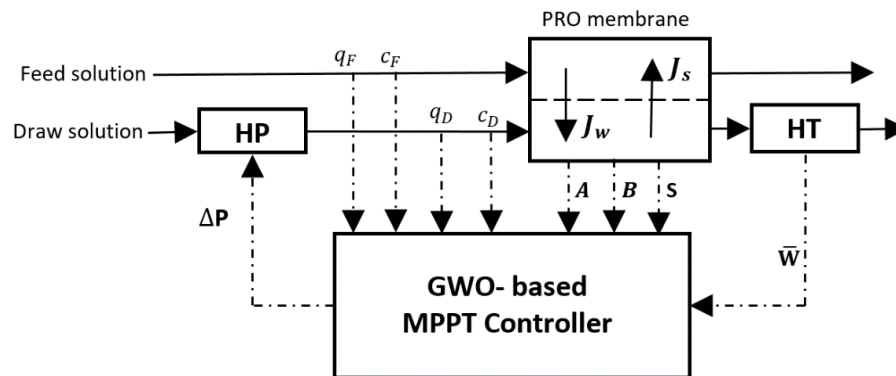 PRO membrane
Feed solution
q_F
c_F
J_s
Draw solution
HP
q_D
c_D
J_w
HT
ΔP
A
B
S
W̅
GWO- based
MPPT Controller